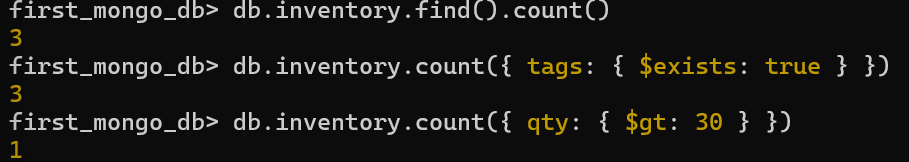 first_mongo_db> db.inventory.find().count()
3
first_mongo_db> db.inventory.count({ tags: { $exists: true } })
3
first_mongo_db> db.inventory.count({ qty: { $gt: 30 } })
1